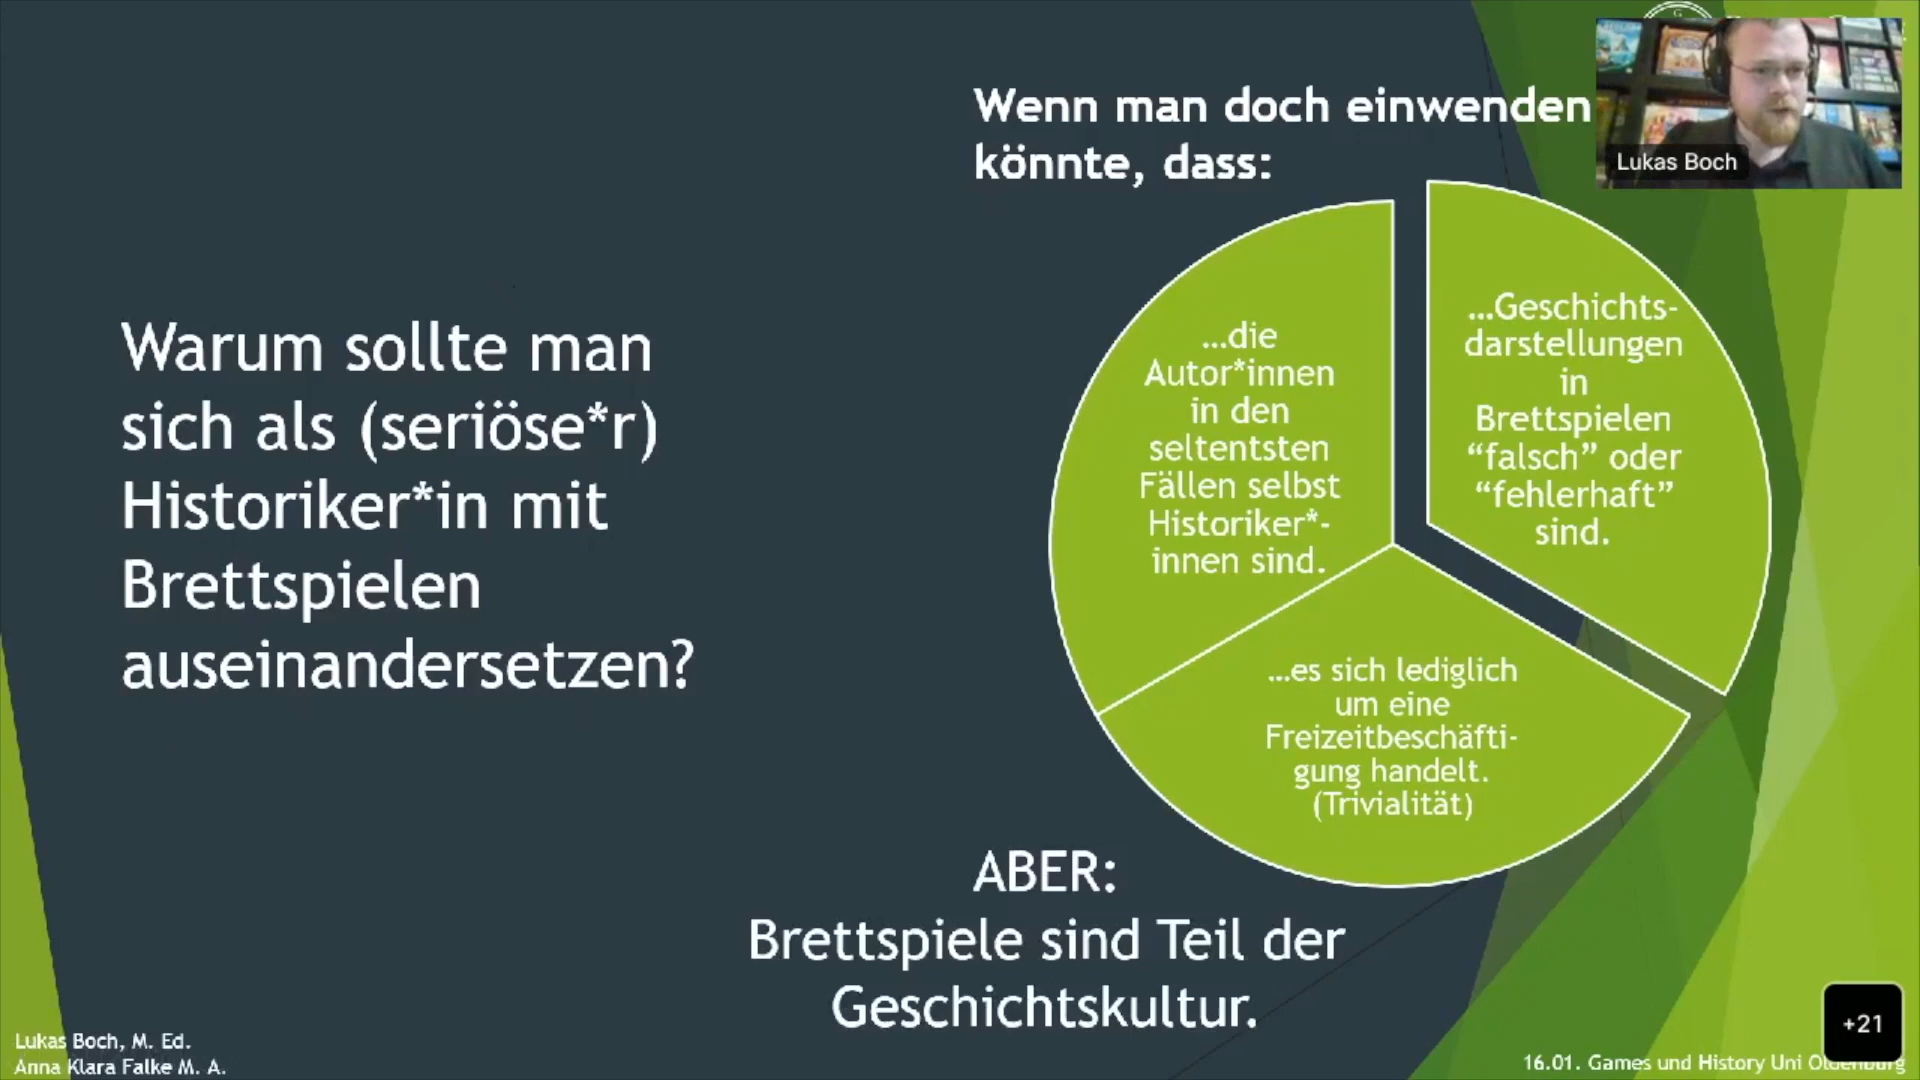 Wenn man doch einwenden
könnte, dass:
Lukas Boch
Warum sollte man
sich als (seriöse*r)
Historiker*in mit
Brettspielen
auseinandersetzen?
...die
Autor*innen
in den
seltentsten
Fällen selbst
Historiker*-
innen sind.
...Geschichts-
darstellungen
in
Brettspielen
“falsch” oder
“fehlerhaft”
sind.
...es sich lediglich
um eine
Freizeitbeschäfti-
gung handelt.
(Trivialität)
ABER:
Brettspiele sind Teil der
Geschichtskultur.
Lukas Boch, M. Ed.
Anna Klara Falke M. A.
+21
16.01. Games und History Uni Oldenburg